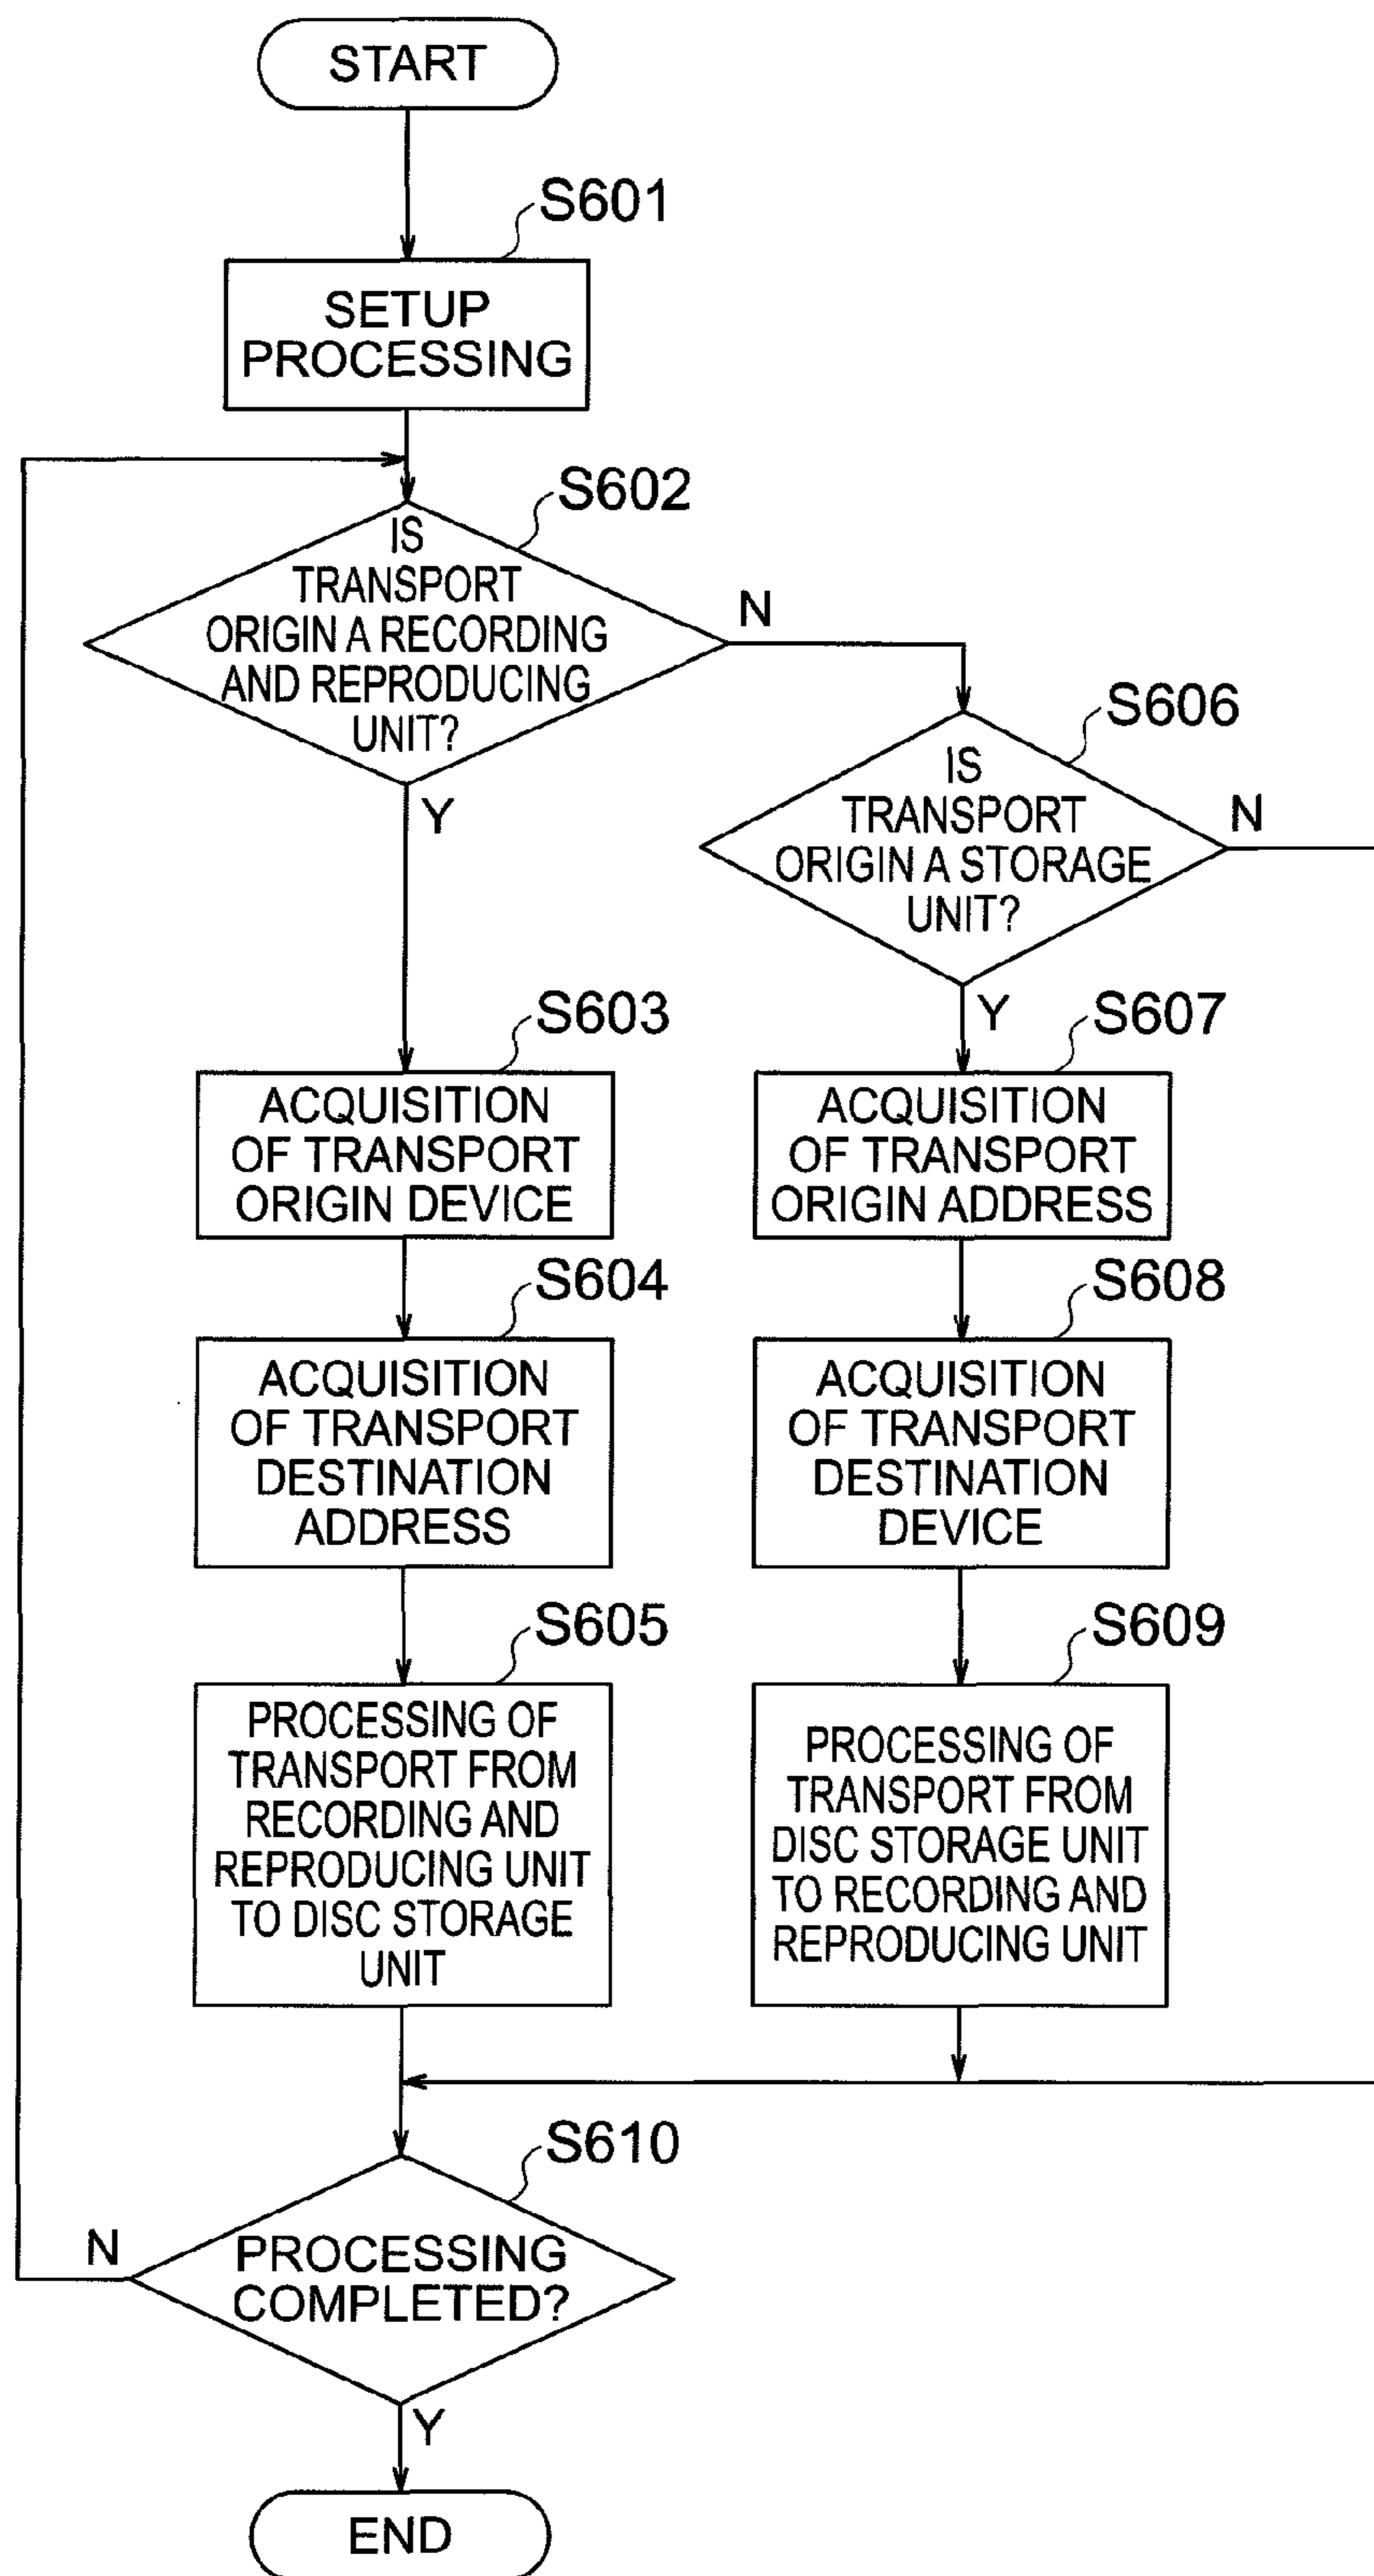 START
S601
SETUP
PROCESSING
S602
IS
TRANSPORT
ORIGIN A RECORDING
AND REPRODUCING
UNIT?
N
Y
S606
IS
TRANSPORT
ORIGIN A STORAGE
UNIT?
N
Y
S603
ACQUISITION
OF TRANSPORT
ORIGIN DEVICE
S607
ACQUISITION
OF TRANSPORT
ORIGIN ADDRESS
S604
ACQUISITION
OF TRANSPORT
DESTINATION
ADDRESS
S608
ACQUISITION
OF TRANSPORT
DESTINATION
DEVICE
S605
PROCESSING OF
TRANSPORT FROM
RECORDING AND
REPRODUCING UNIT
TO DISC STORAGE
UNIT
S609
PROCESSING OF
TRANSPORT FROM
DISC STORAGE UNIT
TO RECORDING AND
REPRODUCING UNIT
S610
PROCESSING
COMPLETED?
N
Y
END